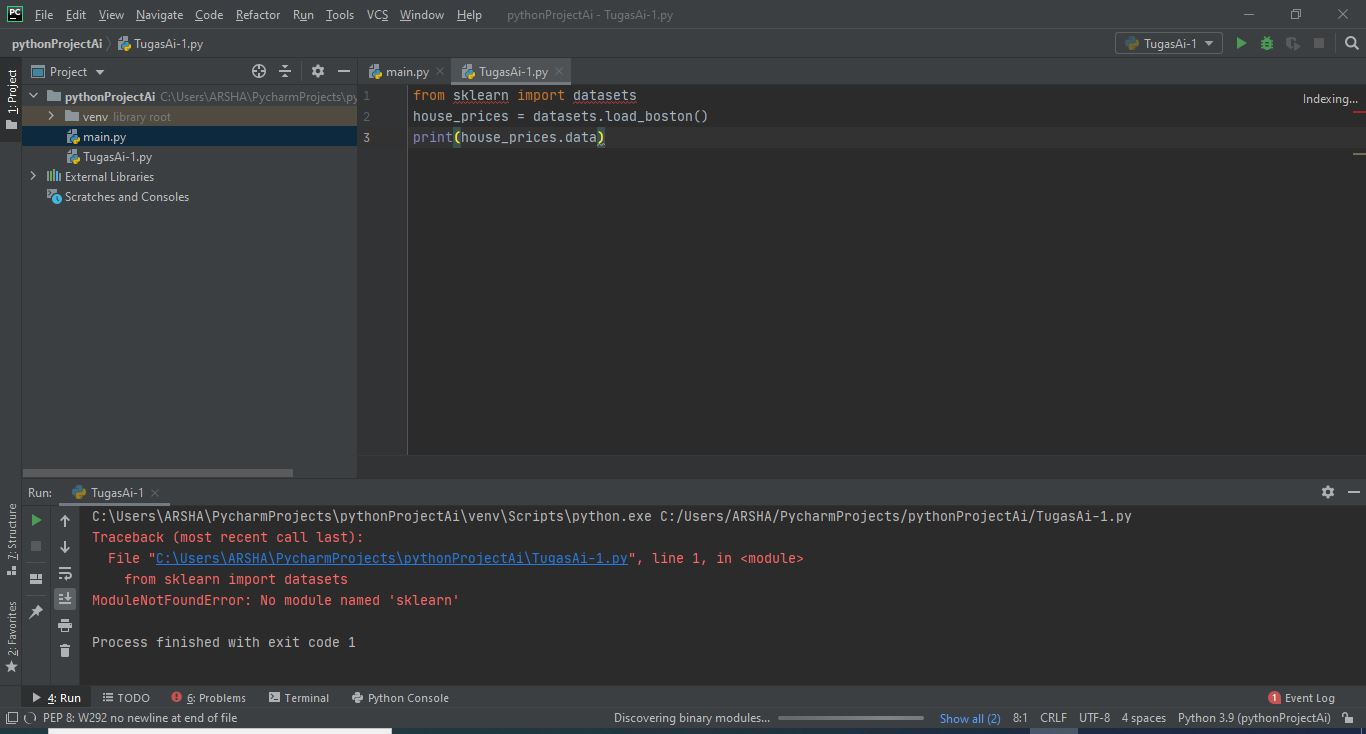 PC File Edit View Navigate Code Refactor Run Tools VCS Window Help pythonProjectAi - TugasAi-1.py
pythonProjectAi TugasAi-1.py TugasAi-1
1: Project
Project
main.py TugasAi-1.py
pythonProjectAi C:\Users\ARSHA\PycharmProjects\py
venv library root
main.py
TugasAi-1.py
External Libraries
Scratches and Consoles
1 from sklearn import datasets
2 house_prices = datasets.load_boston()
3 print(house_prices.data)
Indexing...
Run: TugasAi-1
7: Structure
2: Favorites
C:\Users\ARSHA\PycharmProjects\pythonProjectAi\venv\Scripts\python.exe C:/Users/ARSHA/PycharmProjects/pythonProjectAi/TugasAi-1.py
Traceback (most recent call last):
File "C:\Users\ARSHA\PycharmProjects\pythonProjectAi\TugasAi-1.py", line 1, in <module>
from sklearn import datasets
ModuleNotFoundError: No module named 'sklearn'
Process finished with exit code 1
4: Run TODO 6: Problems Terminal Python Console 1 Event Log
PEP 8: W292 no newline at end of file Discovering binary modules... Show all (2) 8:1 CRLF UTF-8 4 spaces Python 3.9 (pythonProjectAi)